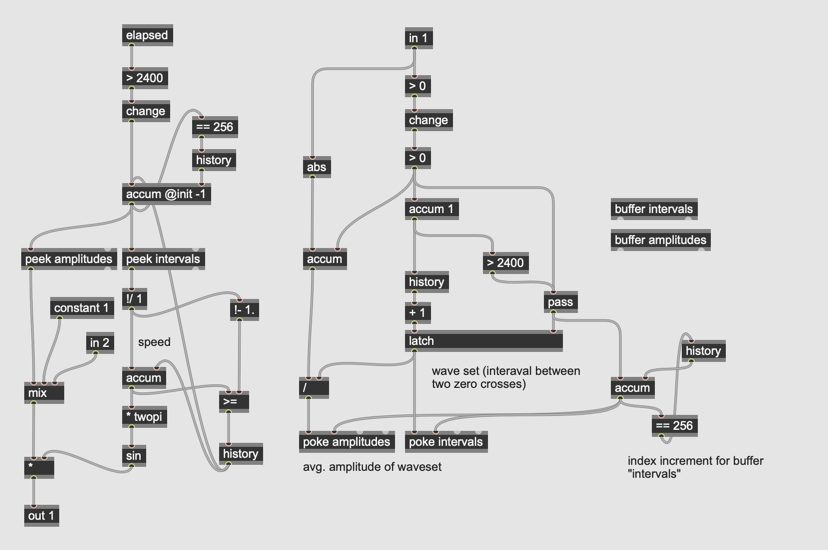 elapsed
> 2400
change
== 256
history
accum @init -1
peek amplitudes
peek intervals
constant 1
!/ 1
!- 1.
in 2
speed
mix
accum
>=
* twopi
sin
history
*
out 1
in 1
> 0
change
> 0
abs
accum 1
accum
> 2400
history
pass
+ 1
latch
wave set (interaval between
two zero crosses)
/
poke amplitudes
poke intervals
avg. amplitude of waveset
buffer intervals
buffer amplitudes
history
accum
== 256
index increment for buffer
"intervals"